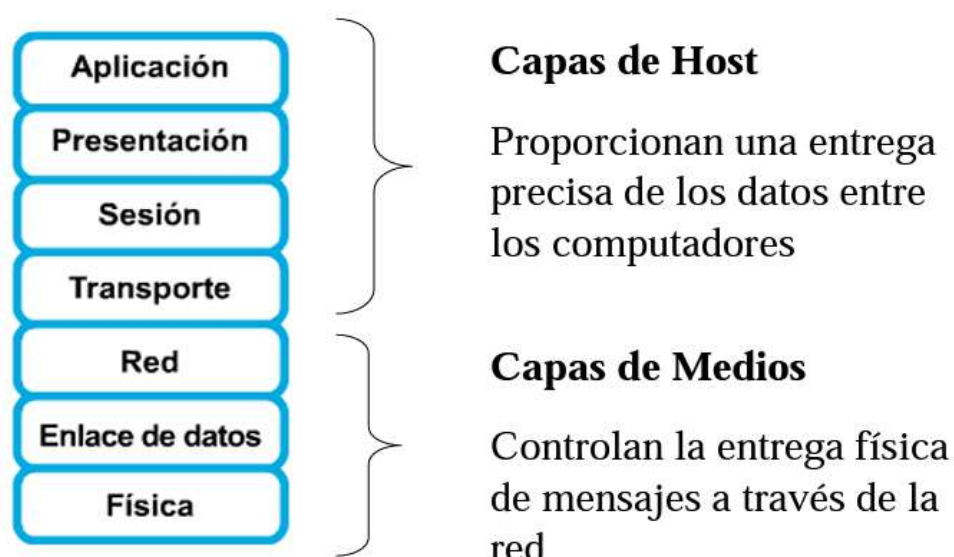 Aplicación
Presentación
Sesión
Transporte
Red
Enlace de datos
Física
Capas de Host
Proporcionan una entrega
precisa de los datos entre
los computadores
Capas de Medios
Controlan la entrega física
de mensajes a través de la
red